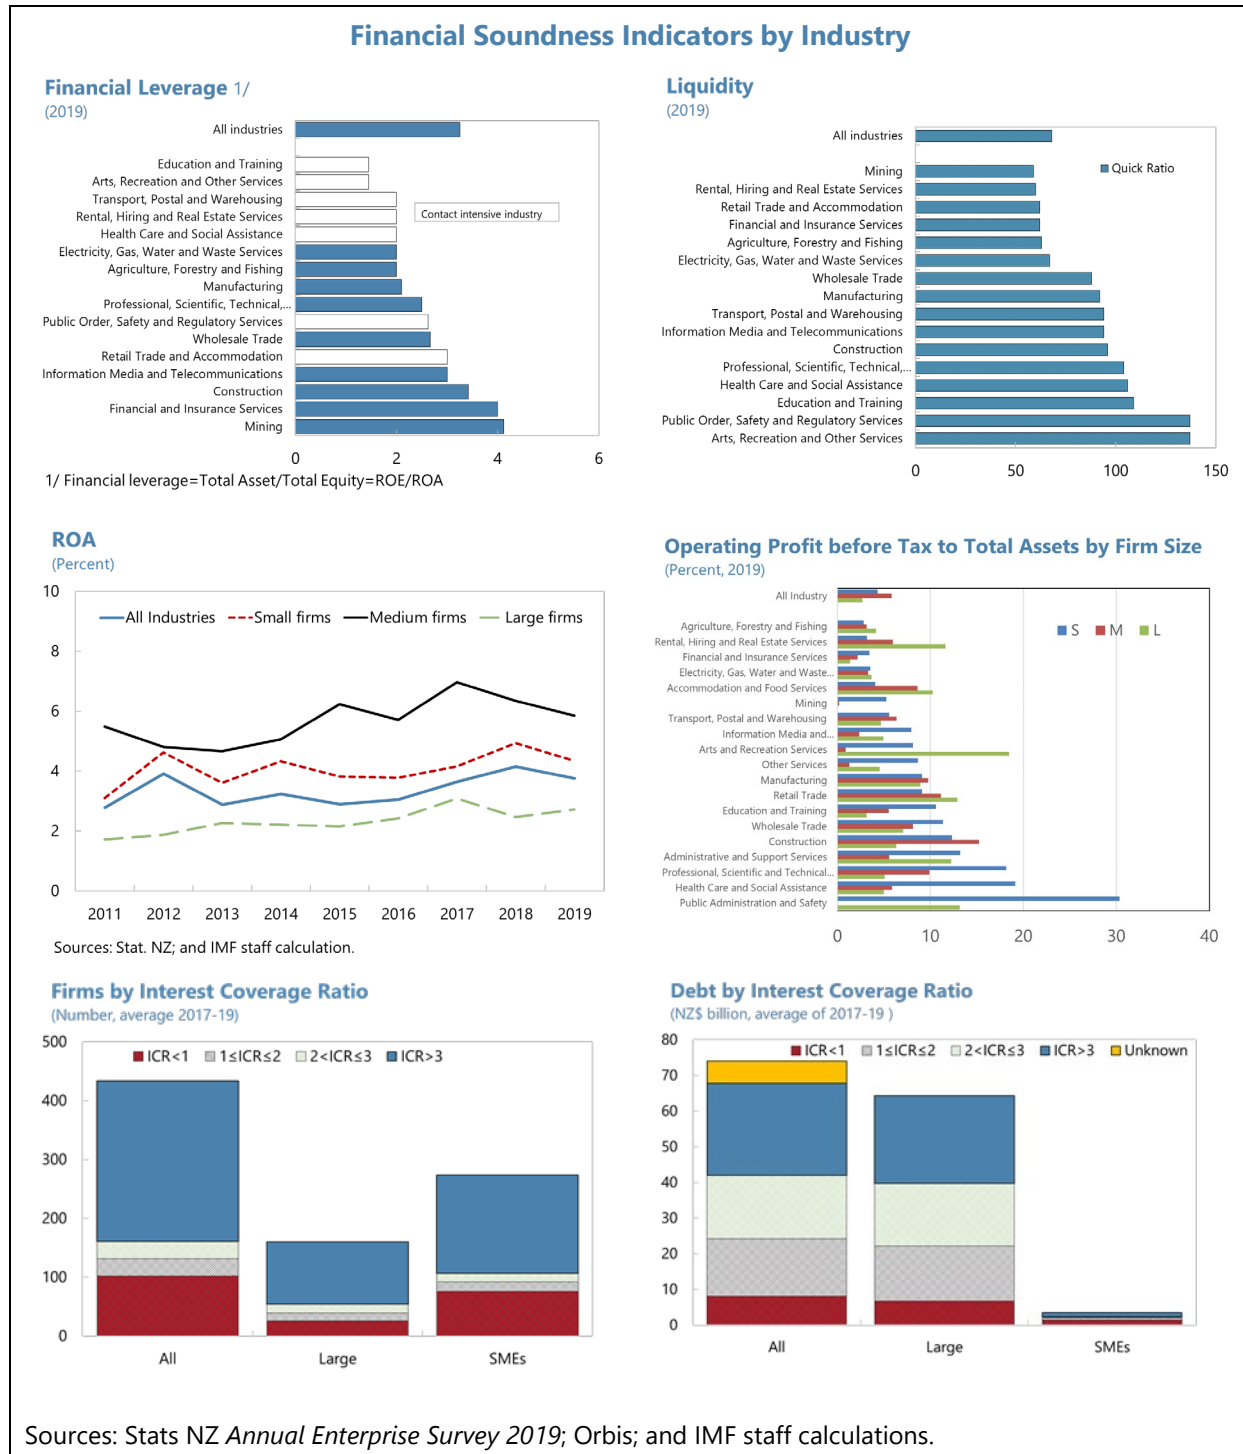 Financial Soundness Indicators by Industry
Financial Leverage 1/
(2019)
All industries
Education and Training
Arts, Recreation and Other Services
Transport, Postal and Warehousing
Rental, Hiring and Real Estate Services
Health Care and Social Assistance
Electricity, Gas, Water and Waste Services
Agriculture, Forestry and Fishing
Manufacturing
Professional, Scientific, Technical,...
Public Order, Safety and Regulatory Services
Wholesale Trade
Retail Trade and Accommodation
Information Media and Telecommunications
Construction
Financial and Insurance Services
Mining
Contact intensive industry
0 2 4 6
1/ Financial leverage=Total Asset/Total Equity=ROE/ROA
Liquidity
(2019)
All industries
Mining
Rental, Hiring and Real Estate Services
Retail Trade and Accommodation
Financial and Insurance Services
Agriculture, Forestry and Fishing
Electricity, Gas, Water and Waste Services
Wholesale Trade
Manufacturing
Transport, Postal and Warehousing
Information Media and Telecommunications
Construction
Professional, Scientific, Technical,...
Health Care and Social Assistance
Education and Training
Public Order, Safety and Regulatory Services
Arts, Recreation and Other Services
Quick Ratio
0 50 100 150
ROA
(Percent)
10
8
6
4
2
0
All Industries Small firms Medium firms Large firms
2011 2012 2013 2014 2015 2016 2017 2018 2019
Sources: Stat. NZ; and IMF staff calculation.
Operating Profit before Tax to Total Assets by Firm Size
(Percent, 2019)
All Industry
Agriculture, Forestry and Fishing
Rental, Hiring and Real Estate Services
Financial and Insurance Services
Electricity, Gas, Water and Waste...
Accommodation and Food Services
Mining
Transport, Postal and Warehousing
Information Media and...
Arts and Recreation Services
Other Services
Manufacturing
Retail Trade
Education and Training
Wholesale Trade
Construction
Administrative and Support Services
Professional, Scientific and Technical...
Health Care and Social Assistance
Public Administration and Safety
S M L
0 10 20 30 40
Firms by Interest Coverage Ratio
(Number, average 2017-19)
500
400
300
200
100
0
ICR<1 1≤ICR≤2 2<ICR≤3 ICR>3
All Large SMEs
Debt by Interest Coverage Ratio
(NZ$ billion, average of 2017-19 )
80
70
60
50
40
30
20
10
0
ICR<1 1≤ICR≤2 2<ICR≤3 ICR>3 Unknown
All Large SMEs
Sources: Stats NZ Annual Enterprise Survey 2019; Orbis; and IMF staff calculations.